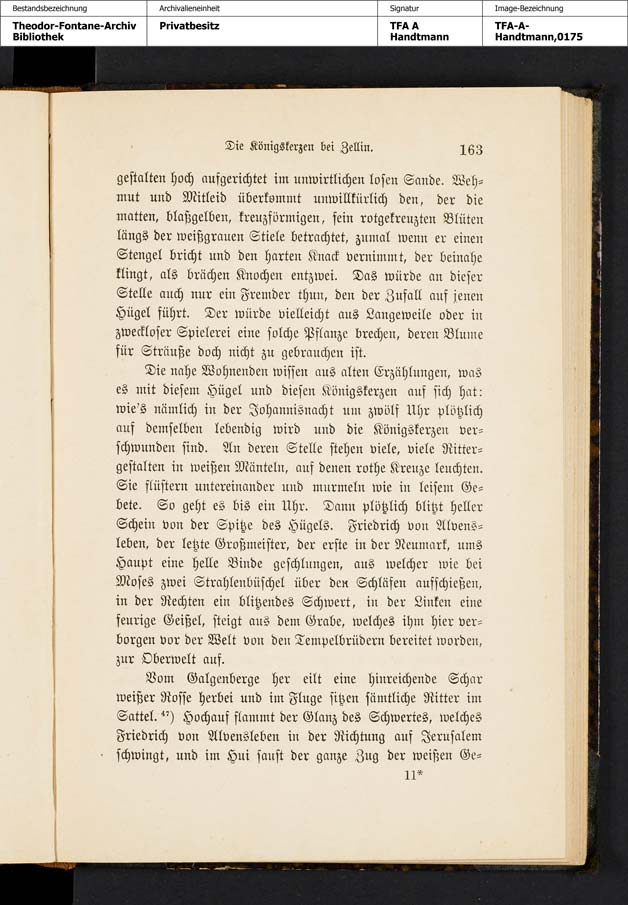 Bestandsbezeichnung
Theodor-Fontane-Archiv
Bibliothek
Archivalieneinheit
Privatbesitz
Signatur
TFA A
Handtmann
Image-Bezeichnung
TFA-A-
Handtmann,0175
Die Königskerzen bei Zellin. 163
gestalten hoch aufgerichtet im unwirtlichen losen Sande. Weh-
mut und Mitleid überkommt unwillkürlich den, der die
matten, blaßgelben, kreuzförmigen, fein rotgekreuzten Blüten
längs der weißgrauen Stiele betrachtet, zumal wenn er einen
Stengel bricht und den harten Knack vernimmt, der beinahe
klingt, als brächen Knochen entzwei. Das würde an dieser
Stelle auch nur ein Fremder thun, den der Zufall auf jenen
Hügel führt. Der würde vielleicht aus Langeweile oder in
zweckloser Spielerei eine solche Pflanze brechen, deren Blume
für Sträuße doch nicht zu gebrauchen ist.
Die nahe Wohnenden wissen aus alten Erzählungen, was
es mit diesem Hügel und diesen Königskerzen auf sich hat:
wie's nämlich in der Johannisnacht um zwölf Uhr plötzlich
auf demselben lebendig wird und die Königskerzen ver-
schwunden sind. An deren Stelle stehen viele, viele Ritter-
gestalten in weißen Mänteln, auf denen rothe Kreuze leuchten.
Sie flüstern untereinander und murmeln wie in leisem Ge-
bete. So geht es bis ein Uhr. Dann plötzlich blitzt heller
Schein von der Spitze des Hügels. Friedrich von Alvens-
leben, der letzte Großmeister, der erste in der Neumark, ums
Haupt eine helle Binde geschlungen, aus welcher wie bei
Moses zwei Strahlenbüschel über den Schläfen aufschießen,
in der Rechten ein blitzendes Schwert, in der Linken eine
feurige Geißel, steigt aus dem Grabe, welches ihm hier ver-
borgen vor der Welt von den Tempelbrüdern bereitet worden,
zur Oberwelt auf.
Vom Galgenberge her eilt eine hinreichende Schar
weißer Rosse herbei und im Fluge sitzen sämtliche Ritter im
Sattel. ⁴⁷) Hochauf flammt der Glanz des Schwertes, welches
Friedrich von Alvensleben in der Richtung auf Jerusalem
schwingt, und im Hui saust der ganze Zug der weißen Ge-
11*